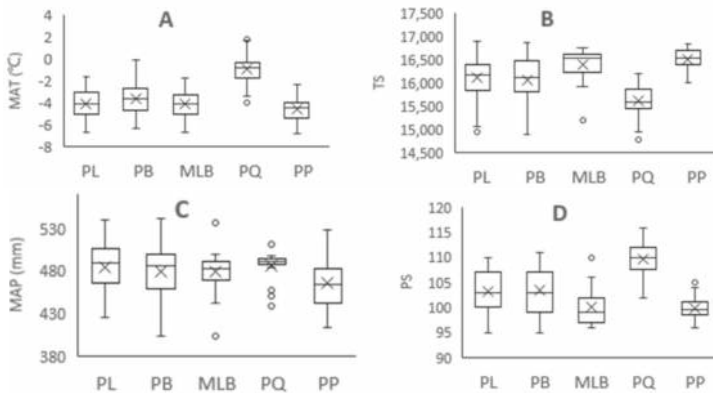 A
MAT (°C)
4
2
0
-2
-4
-6
-8
PL PB MLB PQ PP
B
TS
17,500
17,000
16,500
16,000
15,500
15,000
14,500
PL PB MLB PQ PP
C
MAP (mm)
530
480
430
380
PL PB MLB PQ PP
D
PS
120
115
110
105
100
95
90
PL PB MLB PQ PP